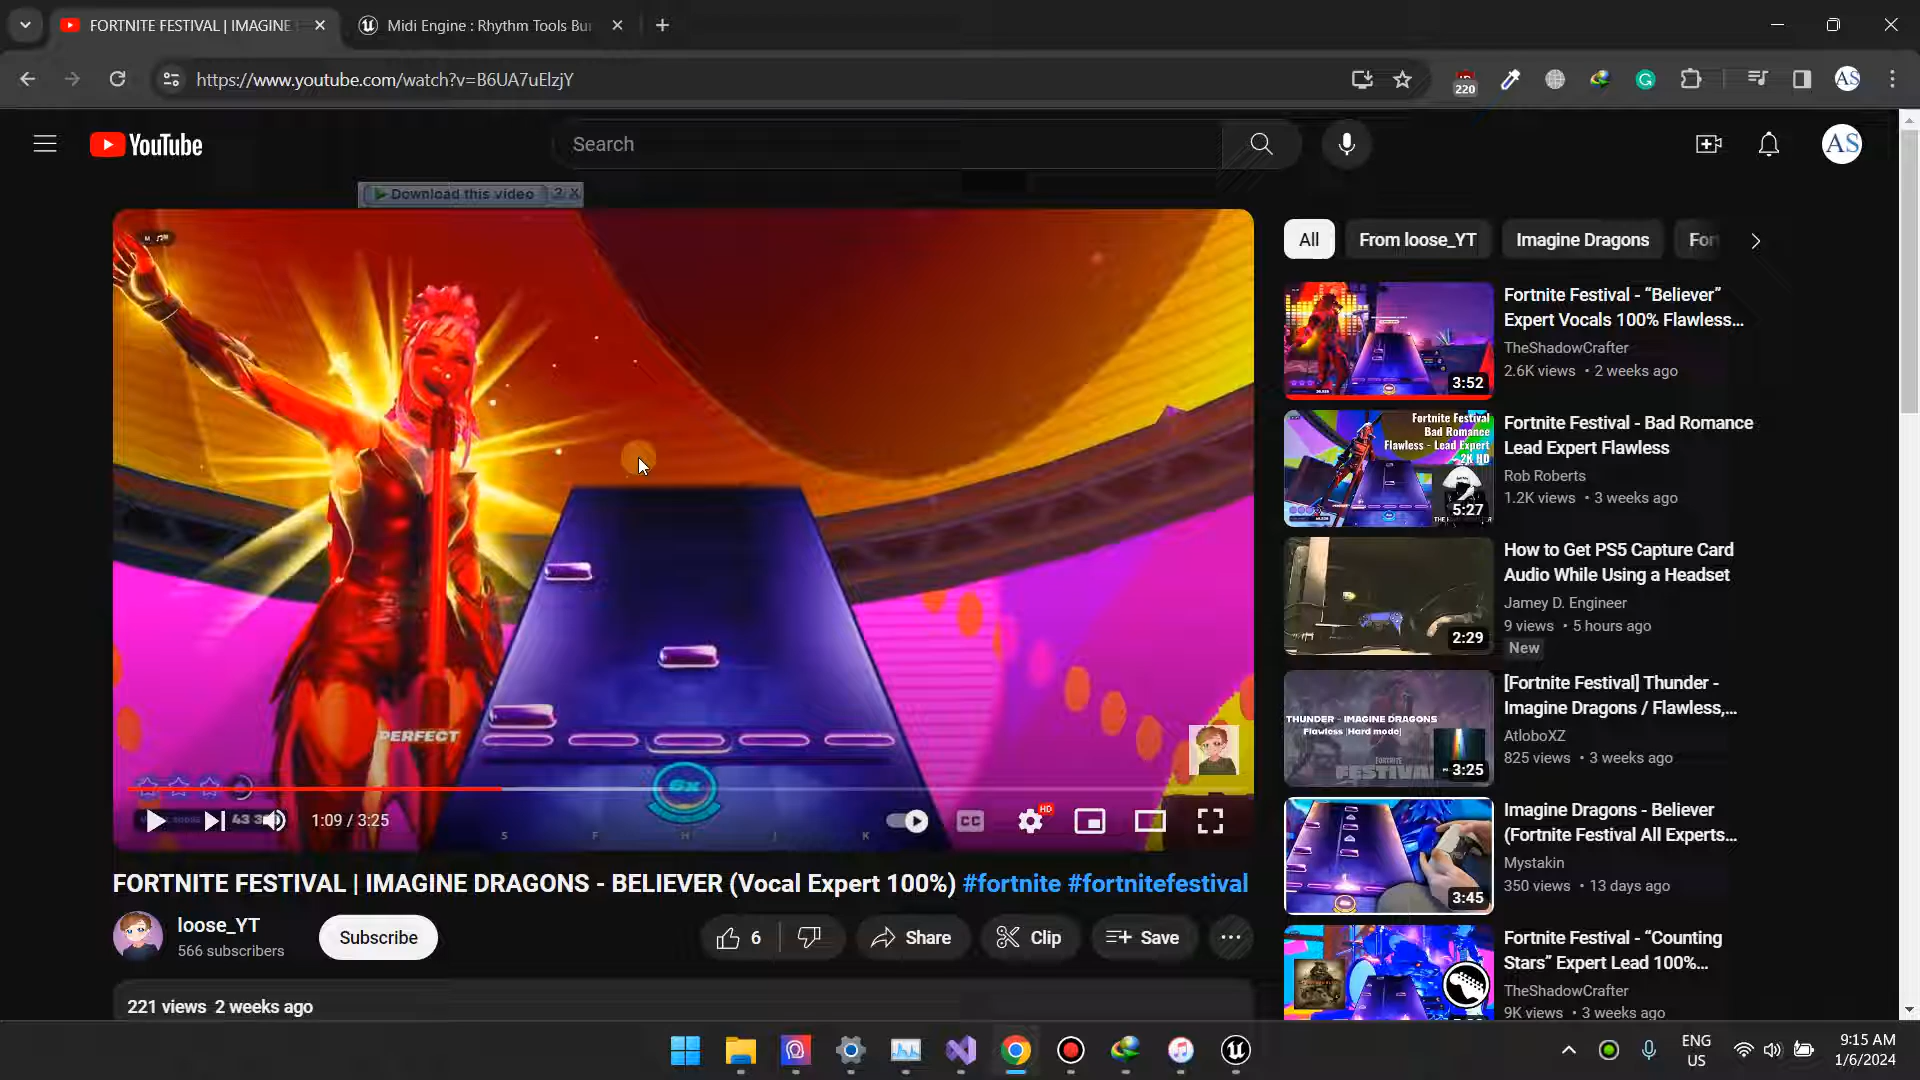 FORTNITE FESTIVAL | IMAGINE
Midi Engine : Rhythm Tools Bu
https://www.youtube.com/watch?v=B6UA7uElzjY
220
AS
YouTube
Search
AS
Download this video ? X
All
From loose_YT
Imagine Dragons
For
PERFECT
6x
1:09 / 3:25
CC
HD
S F H J K
FORTNITE FESTIVAL | IMAGINE DRAGONS - BELIEVER (Vocal Expert 100%) #fortnite #fortnitefestival
loose_YT
566 subscribers
Subscribe
6
Share
Clip
Save
221 views 2 weeks ago
3:52
Fortnite Festival - “Believer”
Expert Vocals 100% Flawless...
TheShadowCrafter
2.6K views • 2 weeks ago
Fortnite Festival
Bad Romance
Flawless - Lead Expert
2K HD
5:27
Fortnite Festival - Bad Romance
Lead Expert Flawless
Rob Roberts
1.2K views • 3 weeks ago
2:29
How to Get PS5 Capture Card
Audio While Using a Headset
Jamey D. Engineer
9 views • 5 hours ago
New
THUNDER - IMAGINE DRAGONS
Flawless |Hard mode|
FORTNITE
FESTIVAL
3:25
[Fortnite Festival] Thunder -
Imagine Dragons / Flawless,...
AtloboXZ
825 views • 3 weeks ago
3:45
Imagine Dragons - Believer
(Fortnite Festival All Experts...
Mystakin
350 views • 13 days ago
Fortnite Festival - “Counting
Stars” Expert Lead 100%...
TheShadowCrafter
9K views • 3 weeks ago
ENG
US
9:15 AM
1/6/2024